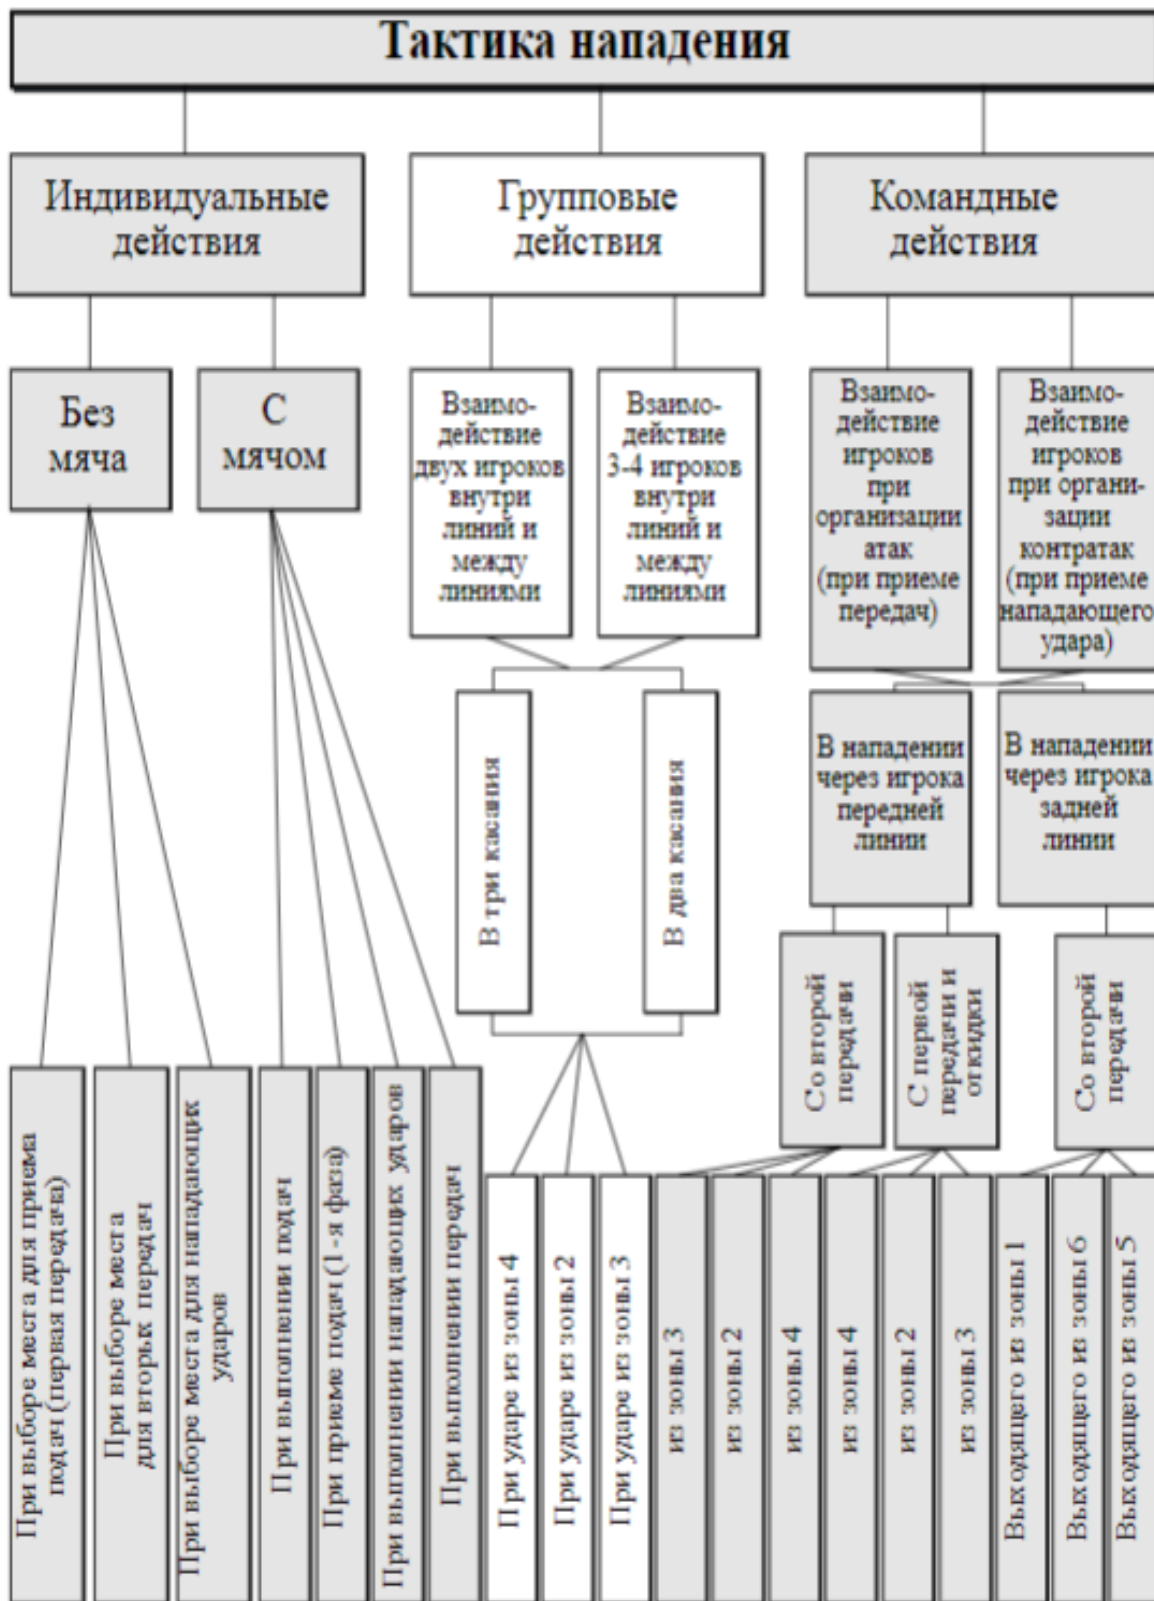 Тактика нападения
Индивидуальные
действия
Групповые
действия
Командные
действия
Без
мяча
С
мячом
Взаимо-
действие
двух игроков
внутри
линий и
между
линиями
Взаимо-
действие
3-4 игроков
внутри
линий и
между
линиями
Взаимо-
действие
игроков
при
организации
атак
(при приеме
передач)
Взаимо-
действие
игроков
при органи-
зации
контратак
(при приеме
нападающего
удара)
В три касания
В два касания
В нападении
через игрока
передней
линии
В нападении
через игрока
задней
линии
Со второй
передачи
С первой
передачи и
откидки
Со второй
передачи
При выборе места для приема
подач (первая передача)
При выборе места
для вторых передач
При выборе места для нападающих
ударов
При выполнении подач
При приеме подач (1-я фаза)
При выполнении нападающих ударов
При выполнении передач
При ударе из зоны 4
При ударе из зоны 2
При ударе из зоны 3
из зоны 3
из зоны 2
из зоны 4
из зоны 4
из зоны 2
из зоны 3
Выходящего из зоны 1
Выходящего из зоны 6
Выходящего из зоны 5